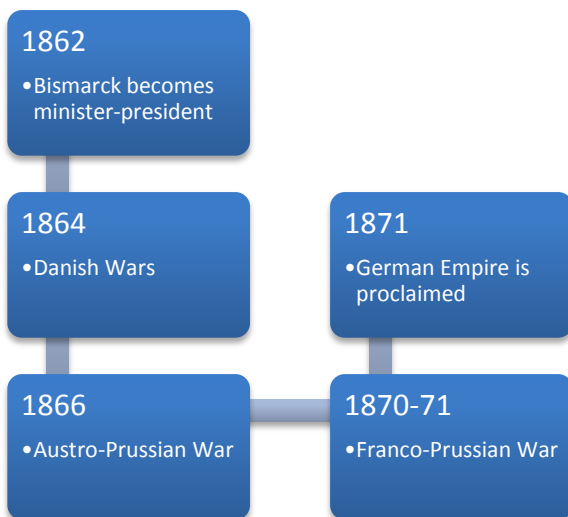 1862
•Bismarck becomes
minister-president
1864
•Danish Wars
1866
•Austro-Prussian War
1870-71
•Franco-Prussian War
1871
•German Empire is
proclaimed